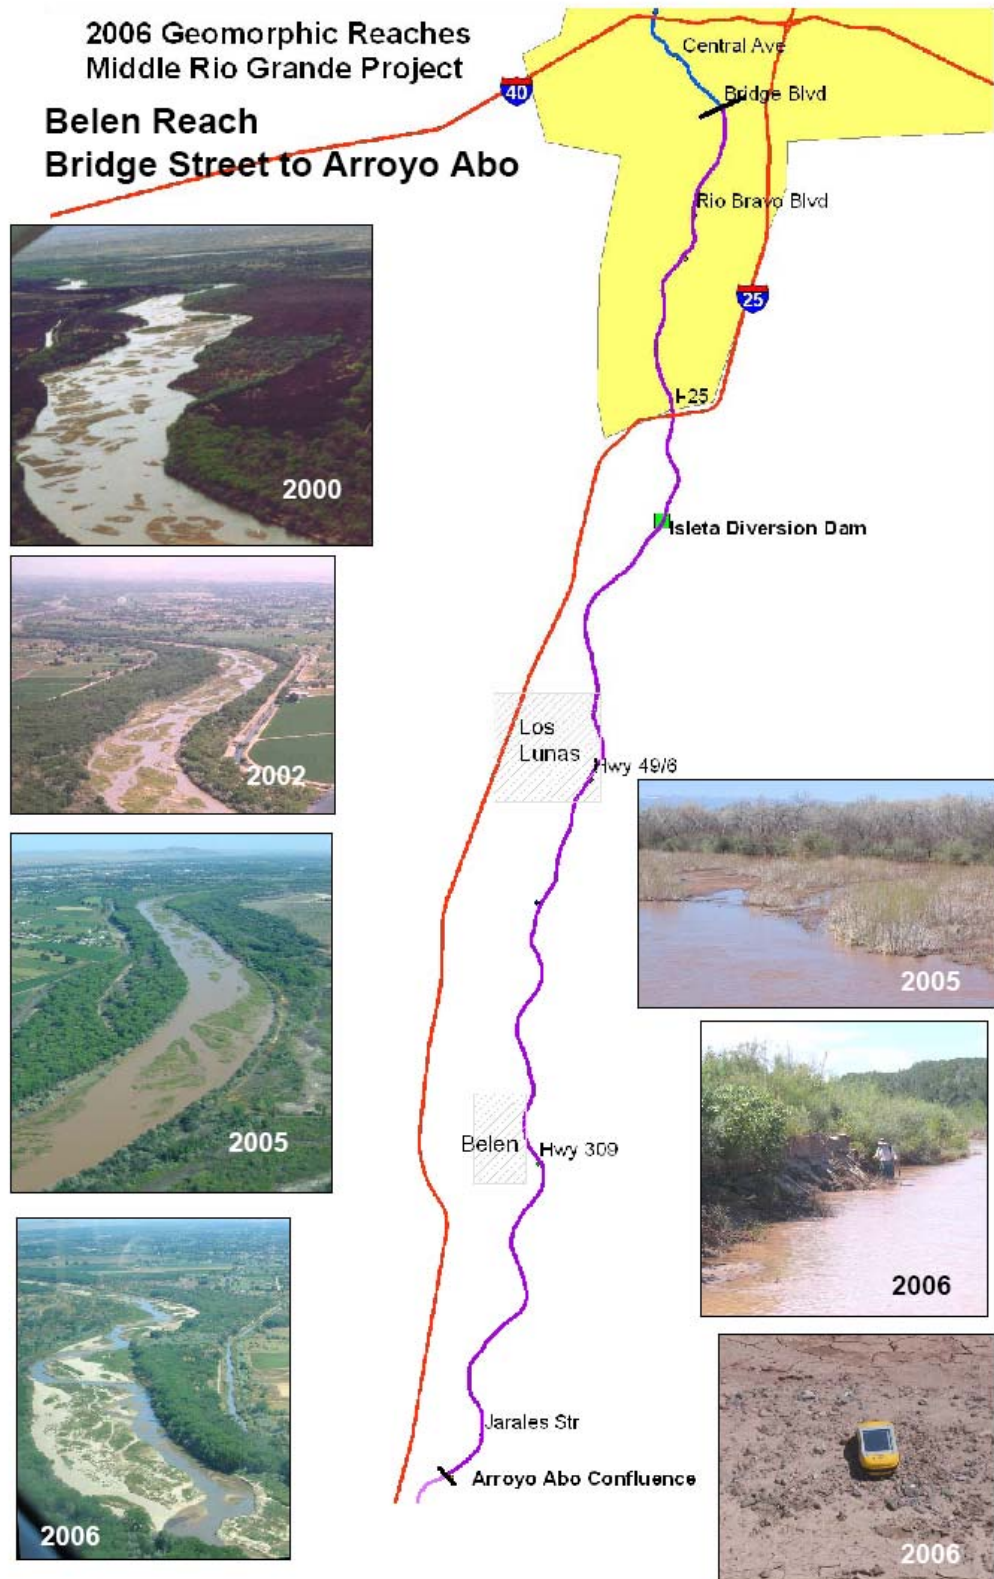 2006 Geomorphic Reaches
Middle Rio Grande Project
Belen Reach
Bridge Street to Arroyo Abo
Central Ave
40
Bridge Blvd
Rio Bravo Blvd
25
I-25
2000
Isleta Diversion Dam
2002
Los
Lunas
Hwy 49/6
2005
2005
Belen
Hwy 309
2006
Jarales Str
Arroyo Abo Confluence
2006
2006